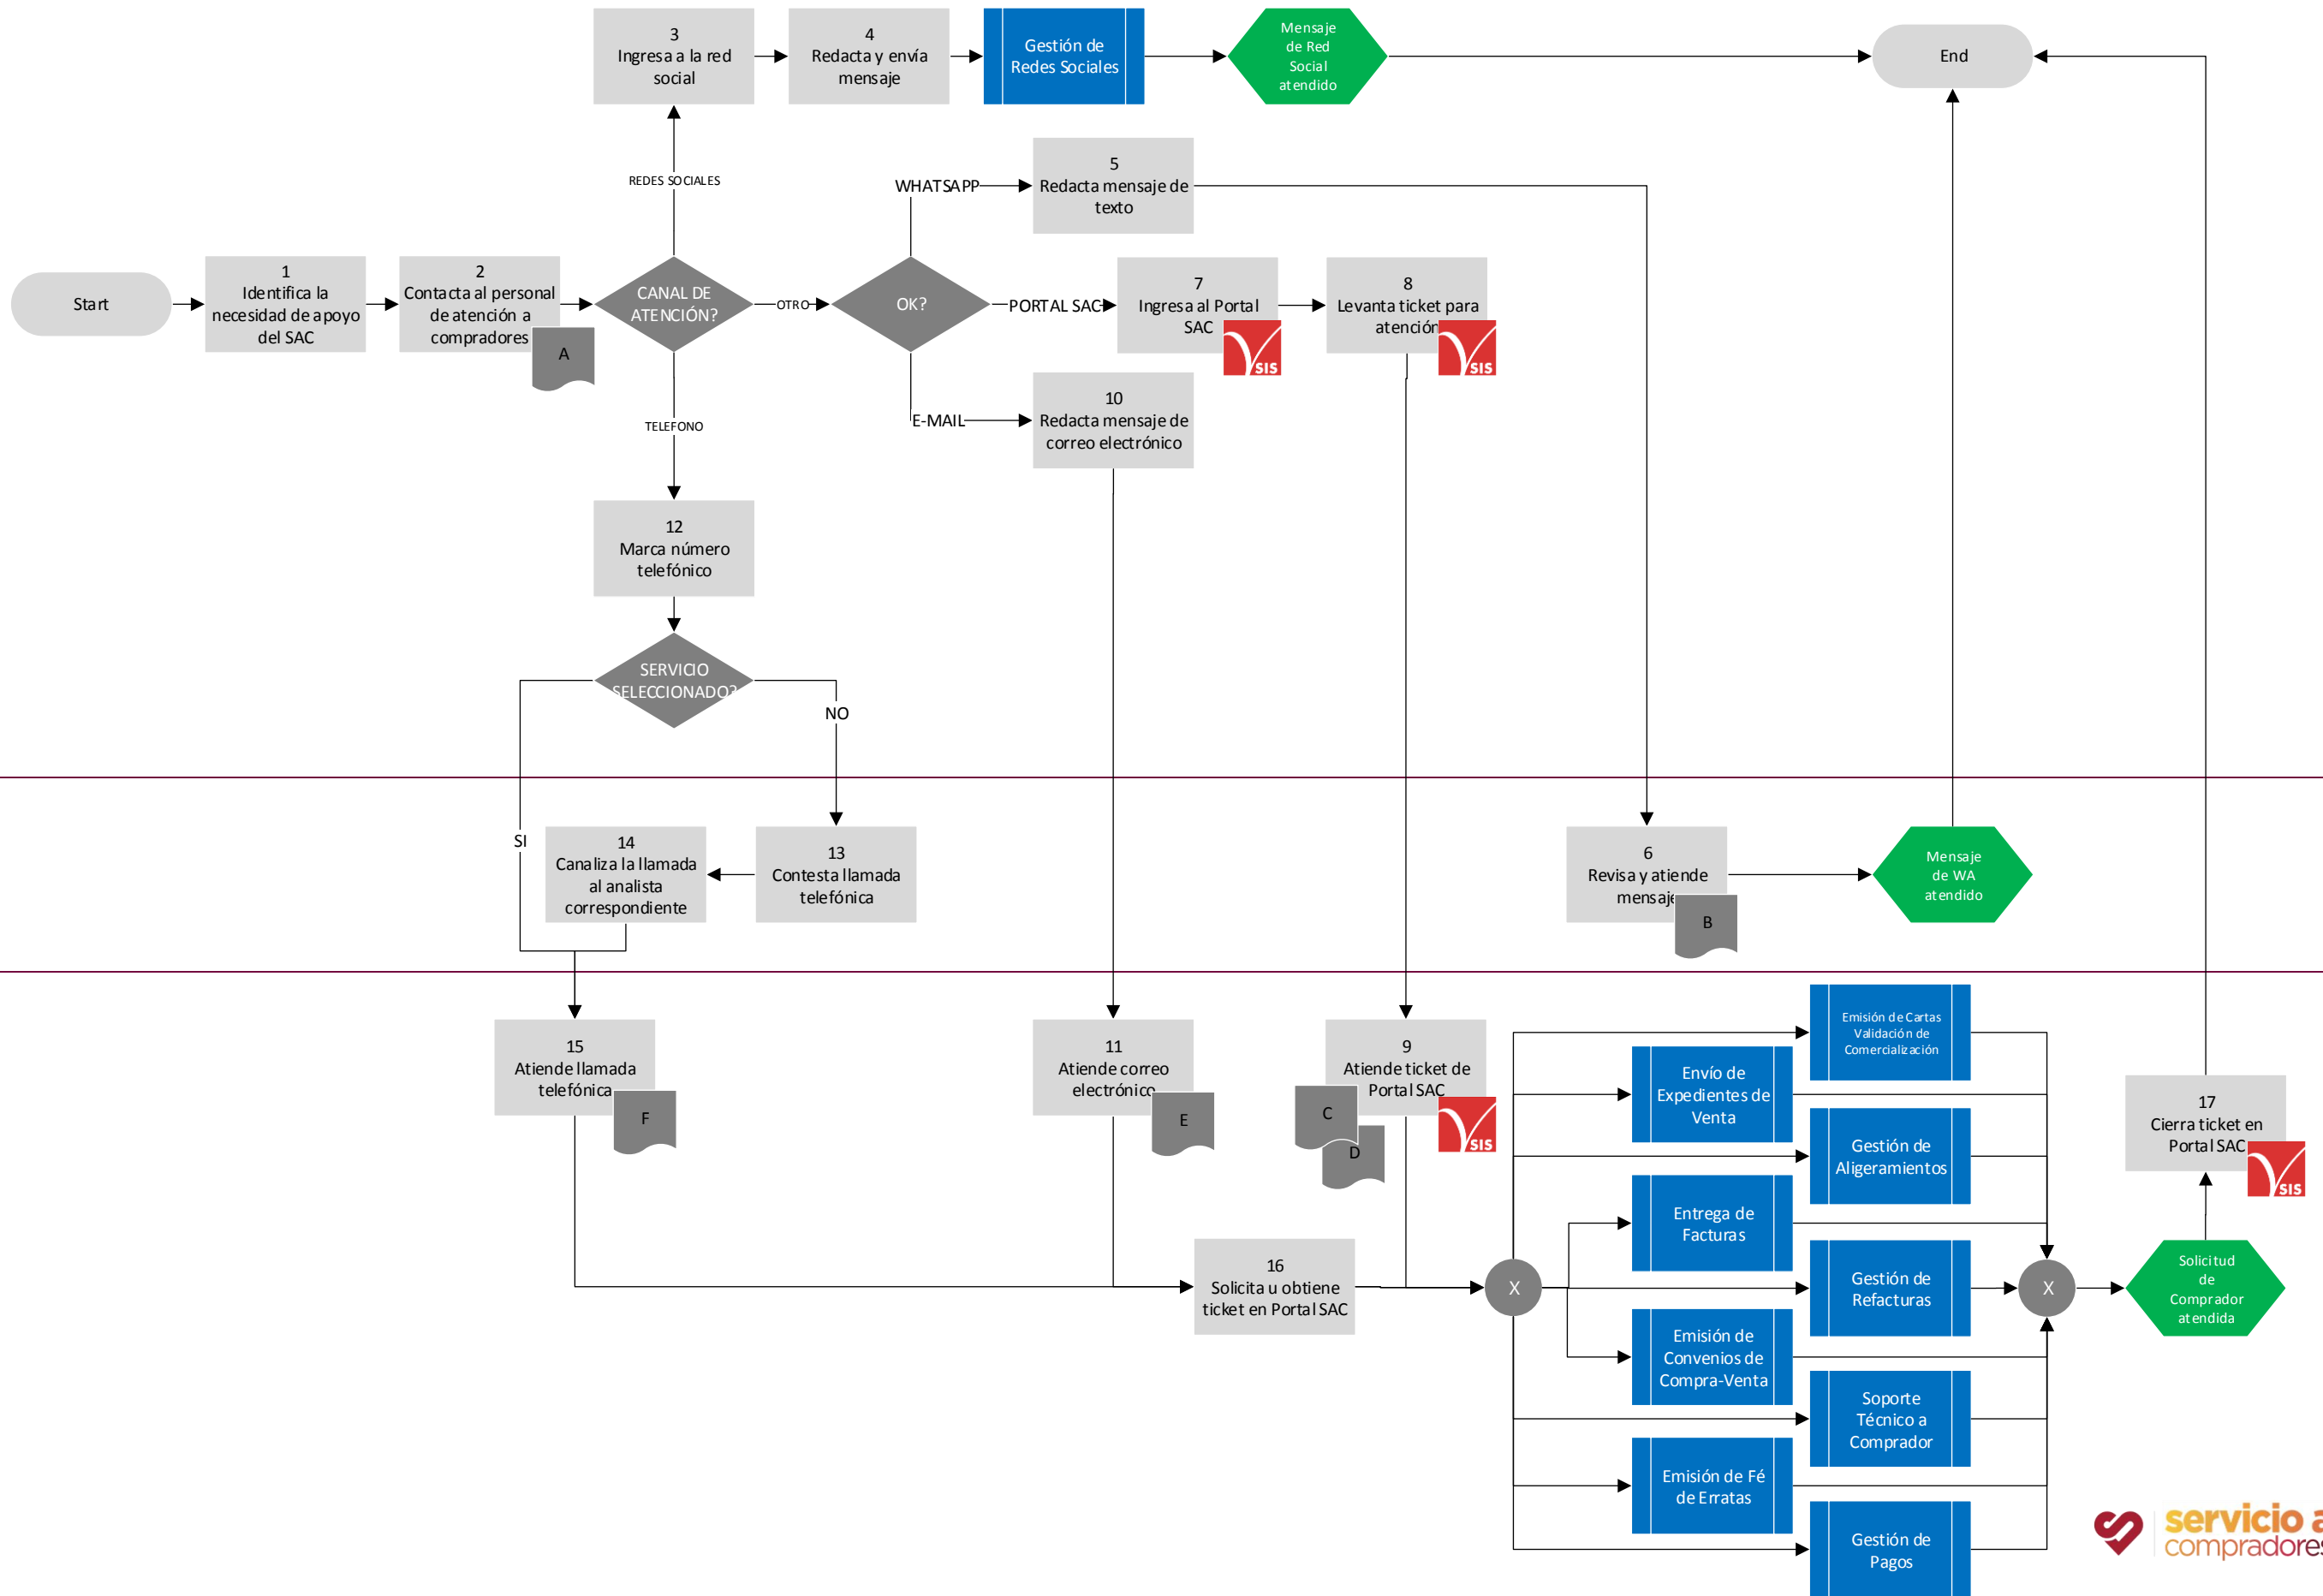 3
Ingresa a la red
social
4
Redacta y envía
mensaje
Gestión de
Redes Sociales
Mensaje
de Red
Social
atendido
End
REDES SOCIALES
WHATSAPP
5
Redacta mensaje de
texto
Start
1
Identifica la
necesidad de apoyo
del SAC
2
Contacta al personal
de atención a
compradores
A
CANAL DE
ATENCIÓN?
OTRO
OK?
PORTAL SAC
7
Ingresa al Portal
SAC
SIS
8
Levanta ticket para
atención
SIS
E-MAIL
10
Redacta mensaje de
correo electrónico
TELEFONO
12
Marca número
telefónico
SERVICIO
SELECCIONADO?
NO
SI
14
Canaliza la llamada
al analista
correspondiente
13
Contesta llamada
telefónica
6
Revisa y atiende
mensaje
B
Mensaje
de WA
atendido
15
Atiende llamada
telefónica
F
11
Atiende correo
electrónico
E
9
Atiende ticket de
Portal SAC
C
D
SIS
Emisión de Cartas
Validación de
Comercialización
Envío de
Expedientes de
Venta
Gestión de
Aligeramientos
Entrega de
Facturas
16
Solicita u obtiene
ticket en Portal SAC
X
Gestión de
Refacturas
X
Solicitud
de
Comprador
atendida
17
Cierra ticket en
Portal SAC
SIS
Emisión de
Convenios de
Compra-Venta
Soporte
Técnico a
Comprador
Emisión de Fé
de Erratas
Gestión de
Pagos
servicio a
compradores